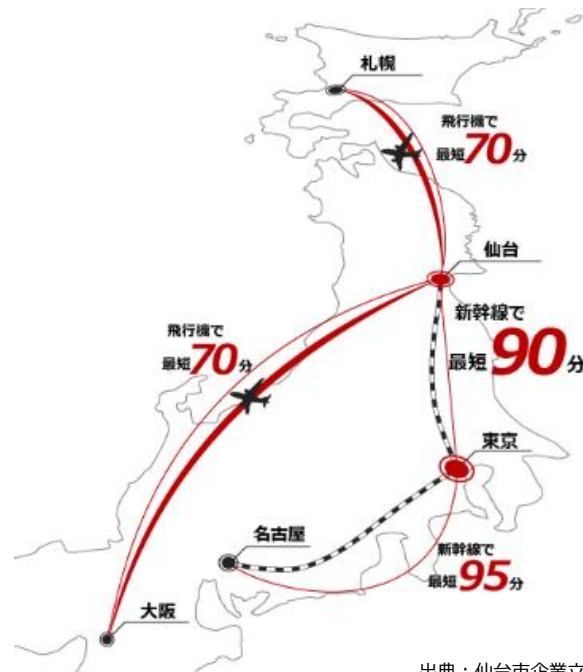 札幌
飛行機で
最短70分
仙台
新幹線で
最短90分
飛行機で
最短70分
東京
名古屋
新幹線で
最短95分
大阪
出典：仙台市企業立